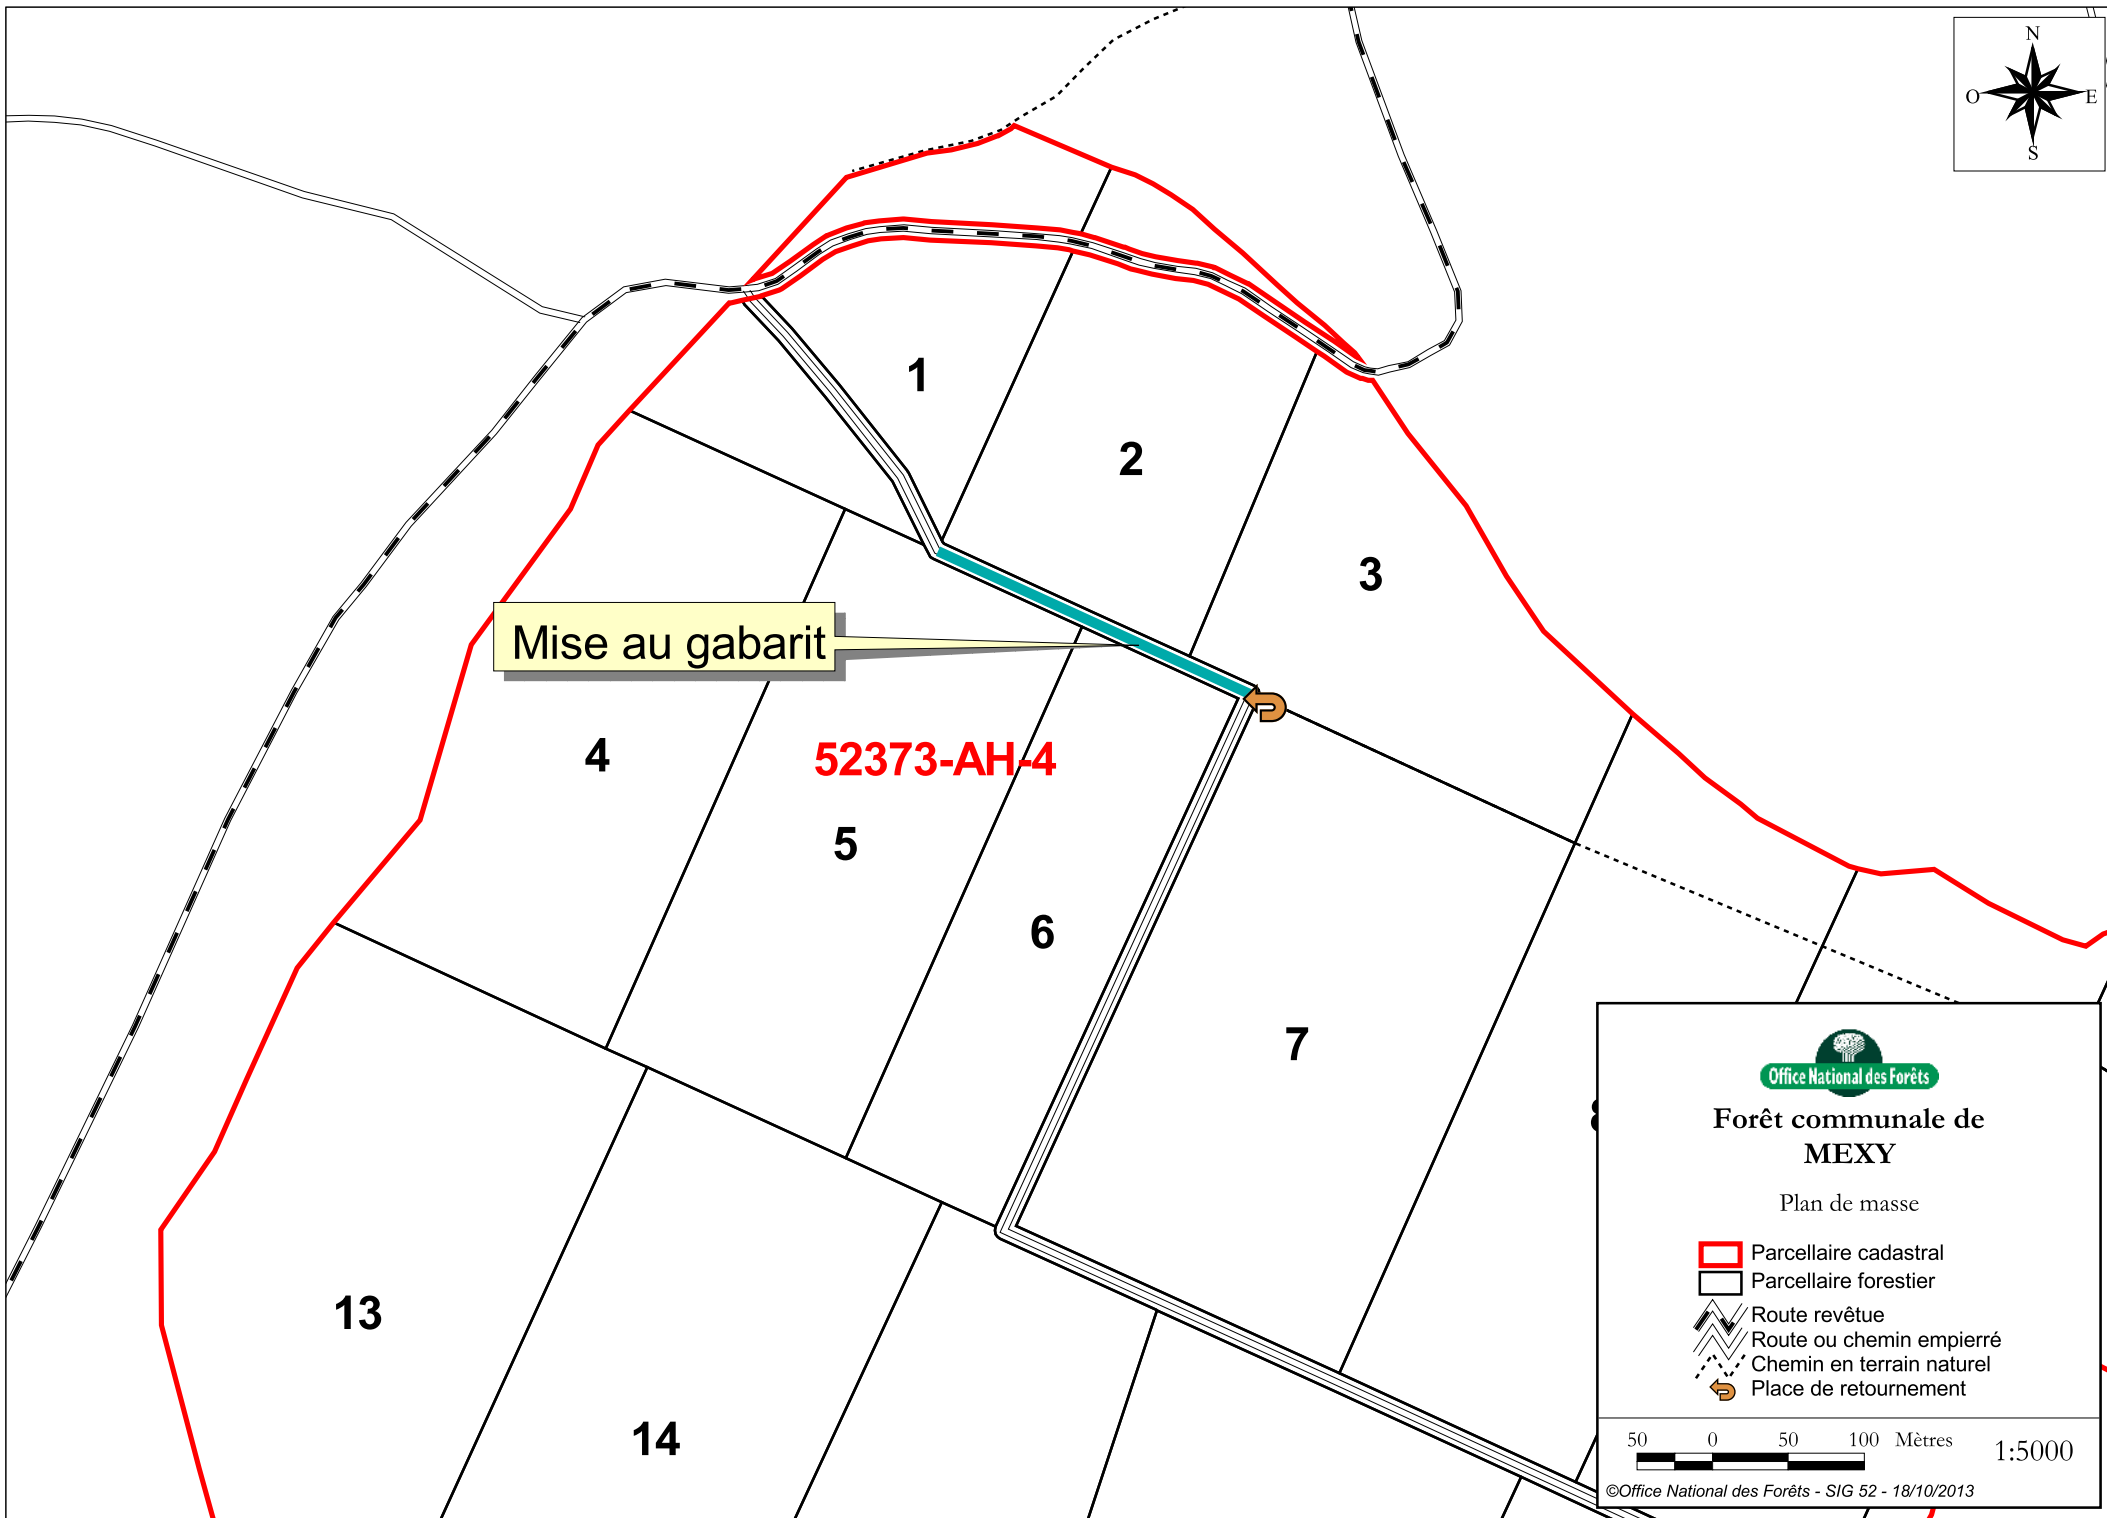 N
O
E
S
1
2
3
Mise au gabarit
52373-AH-4
4
5
6
7
8
13
14
Office National des Forêts
Forêt communale de
MEXY
Plan de masse
Parcellaire cadastral
Parcellaire forestier
Route revêtue
Route ou chemin empierré
Chemin en terrain naturel
Place de retournement
50 0 50 100 Mètres
1:5000
©Office National des Forêts - SIG 52 - 18/10/2013